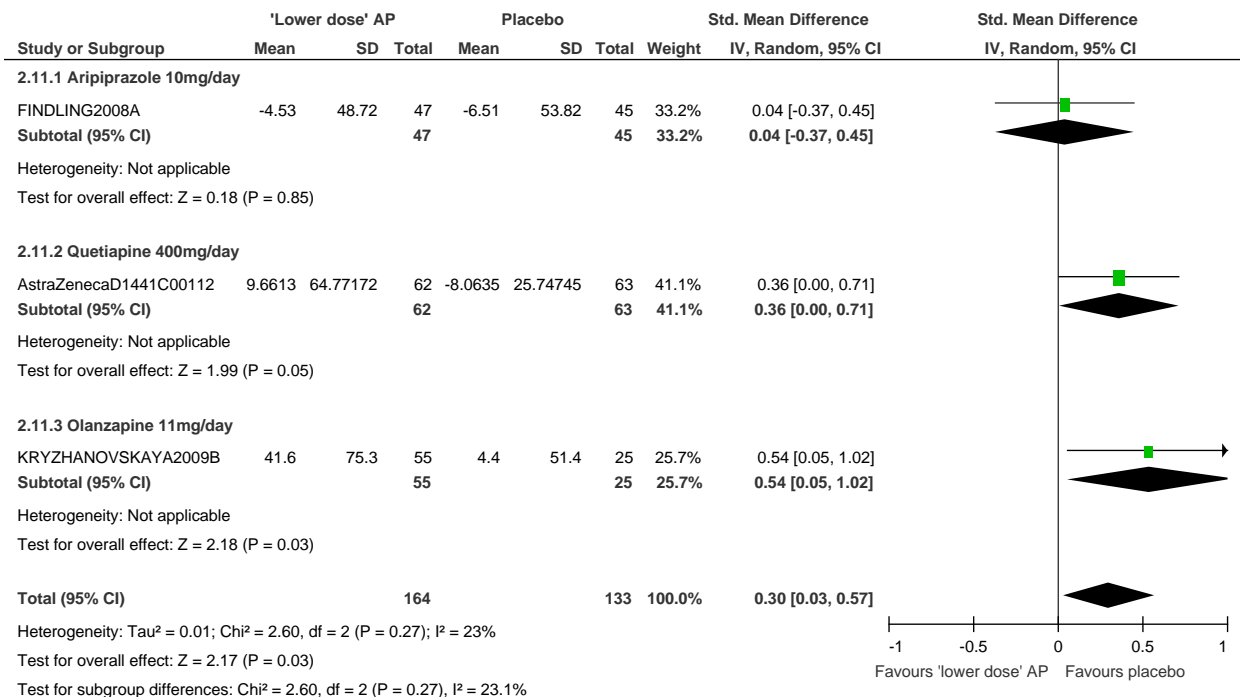 'Lower dose' AP Placebo Std. Mean Difference Std. Mean Difference
Study or Subgroup Mean SD Total Mean SD Total Weight IV, Random, 95% CI IV, Random, 95% CI
2.11.1 Aripiprazole 10mg/day
FINDLING2008A -4.53 48.72 47 -6.51 53.82 45 33.2% 0.04 [-0.37, 0.45]
Subtotal (95% CI) 47 45 33.2% 0.04 [-0.37, 0.45]
Heterogeneity: Not applicable
Test for overall effect: Z = 0.18 (P = 0.85)
2.11.2 Quetiapine 400mg/day
AstraZenecaD1441C00112 9.6613 64.77172 62 -8.0635 25.74745 63 41.1% 0.36 [0.00, 0.71]
Subtotal (95% CI) 62 63 41.1% 0.36 [0.00, 0.71]
Heterogeneity: Not applicable
Test for overall effect: Z = 1.99 (P = 0.05)
2.11.3 Olanzapine 11mg/day
KRYZHANOVSKAYA2009B 41.6 75.3 55 4.4 51.4 25 25.7% 0.54 [0.05, 1.02]
Subtotal (95% CI) 55 25 25.7% 0.54 [0.05, 1.02]
Heterogeneity: Not applicable
Test for overall effect: Z = 2.18 (P = 0.03)
Total (95% CI) 164 133 100.0% 0.30 [0.03, 0.57]
Heterogeneity: Tau² = 0.01; Chi² = 2.60, df = 2 (P = 0.27); I² = 23%
Test for overall effect: Z = 2.17 (P = 0.03)
Test for subgroup differences: Chi² = 2.60, df = 2 (P = 0.27), I² = 23.1%
-1 -0.5 0 0.5 1
Favours 'lower dose' AP Favours placebo